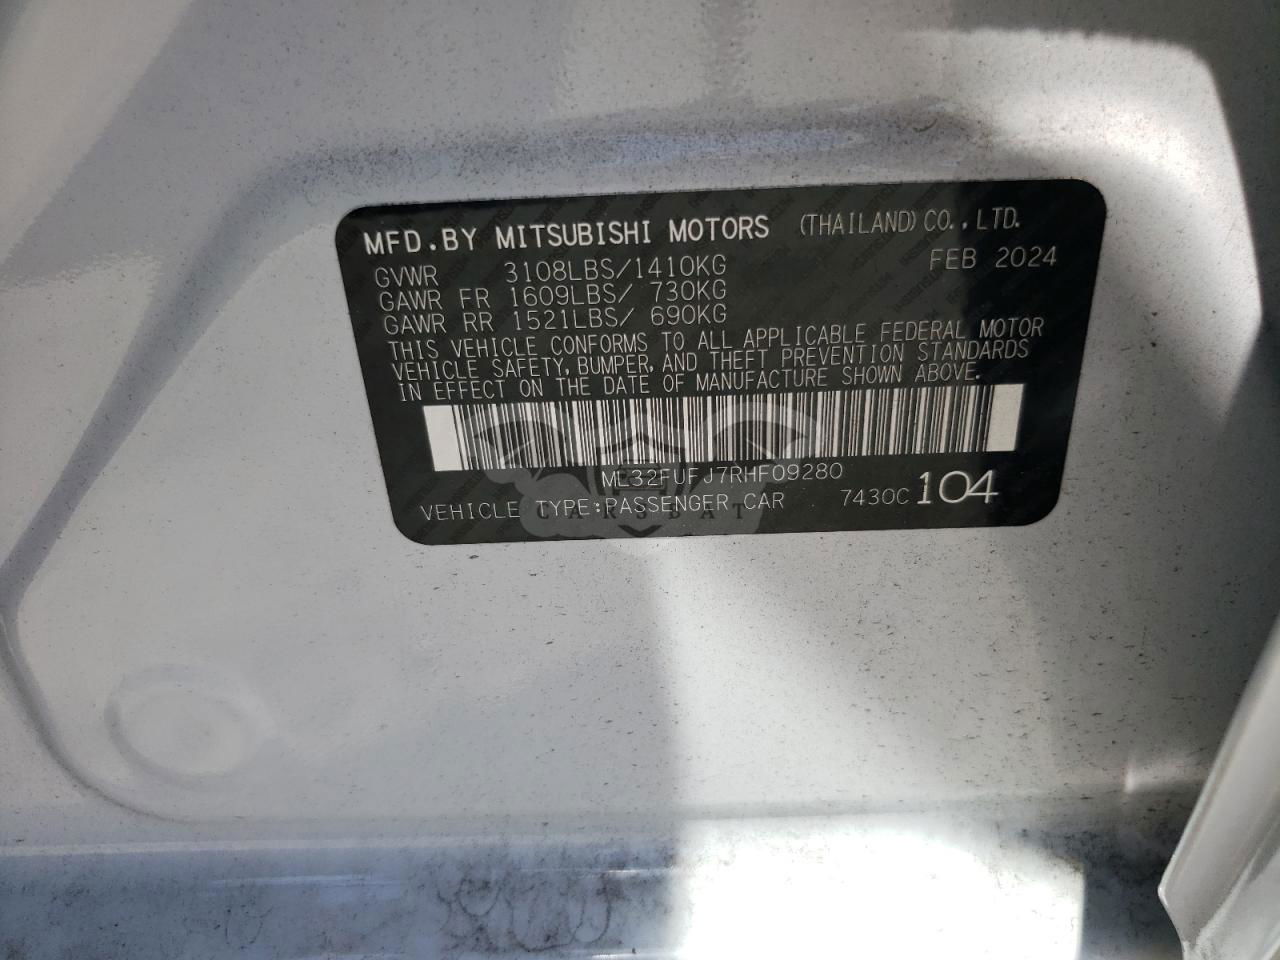 MFD.BY MITSUBISHI MOTORS (THAILAND) CO.,LTD.
GVWR 3108LBS/1410KG FEB 2024
GAWR FR 1609LBS/ 730KG
GAWR RR 1521LBS/ 690KG
THIS VEHICLE CONFORMS TO ALL APPLICABLE FEDERAL MOTOR
VEHICLE SAFETY, BUMPER, AND THEFT PREVENTION STANDARDS
IN EFFECT ON THE DATE OF MANUFACTURE SHOWN ABOVE.
ML32FUFJ7RHF09280
VEHICLE TYPE:PASSENGER CAR 7430C 104
CARSBAT